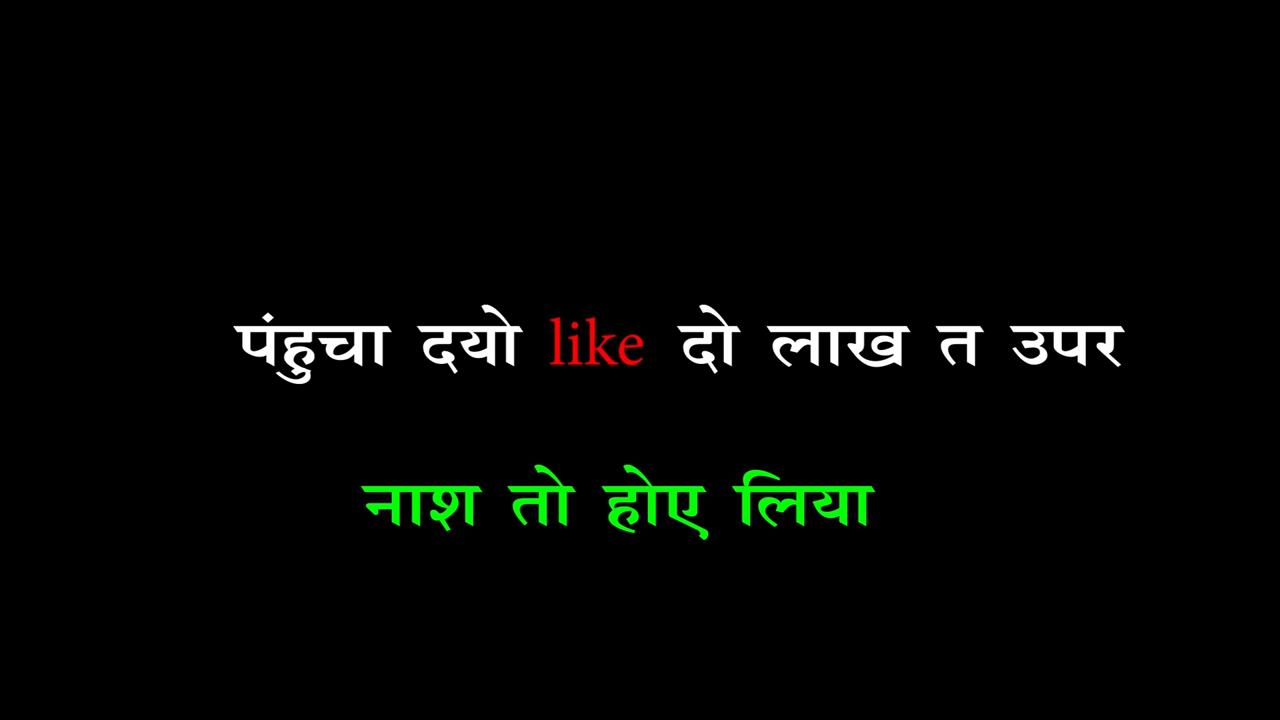 पंहुचा दयो like दो लाख त उपर
नाश तो होए लिया